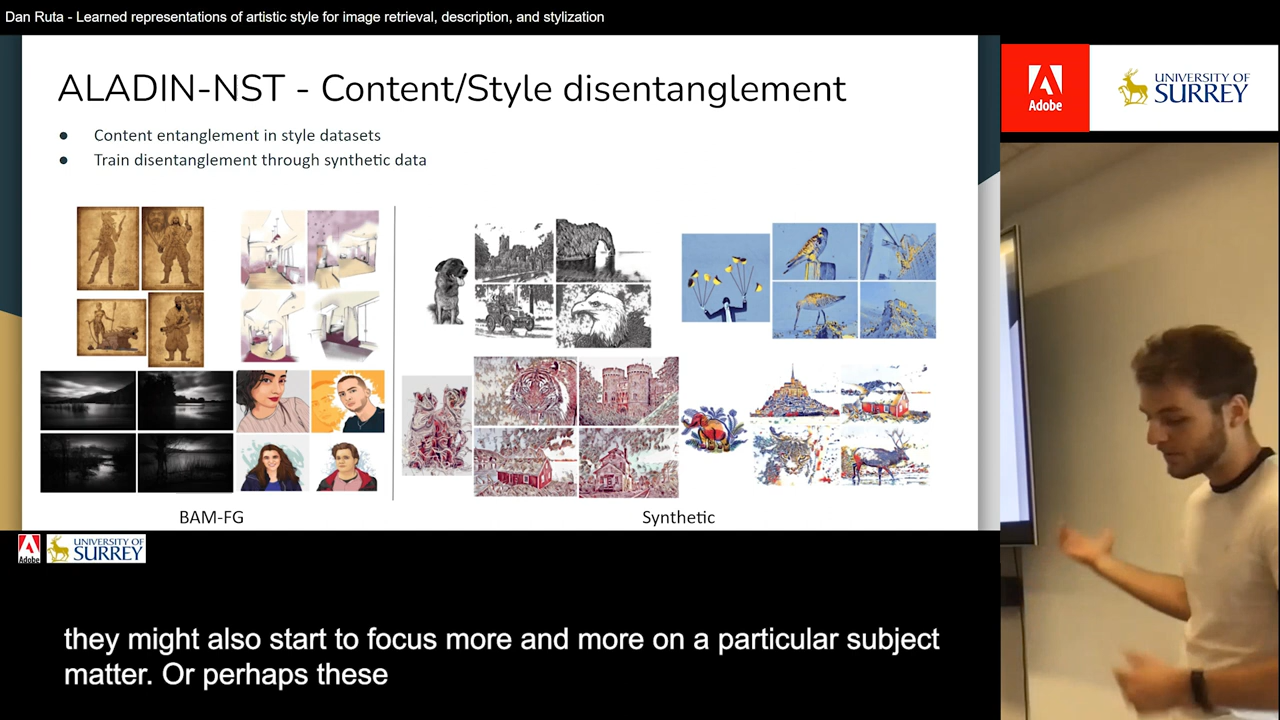 Dan Ruta - Learned representations of artistic style for image retrieval, description, and stylization
ALADIN-NST - Content/Style disentanglement
● Content entanglement in style datasets
● Train disentanglement through synthetic data
BAM-FG
Synthetic
Adobe
UNIVERSITY OF
SURREY
Adobe
UNIVERSITY OF
SURREY
they might also start to focus more and more on a particular subject
matter. Or perhaps these